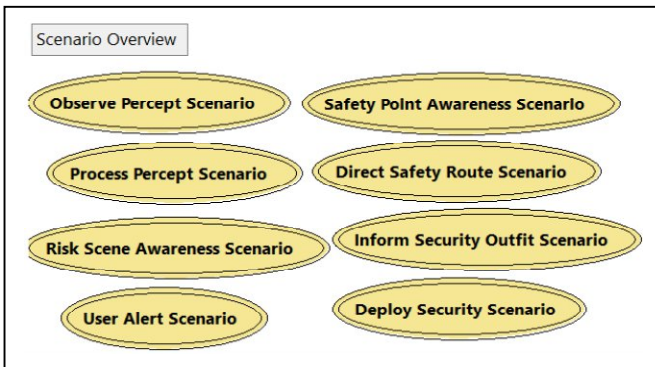 Scenario Overview
Observe Percept Scenario
Safety Point Awareness Scenario
Process Percept Scenario
Direct Safety Route Scenario
Risk Scene Awareness Scenario
Inform Security Outfit Scenario
User Alert Scenario
Deploy Security Scenario